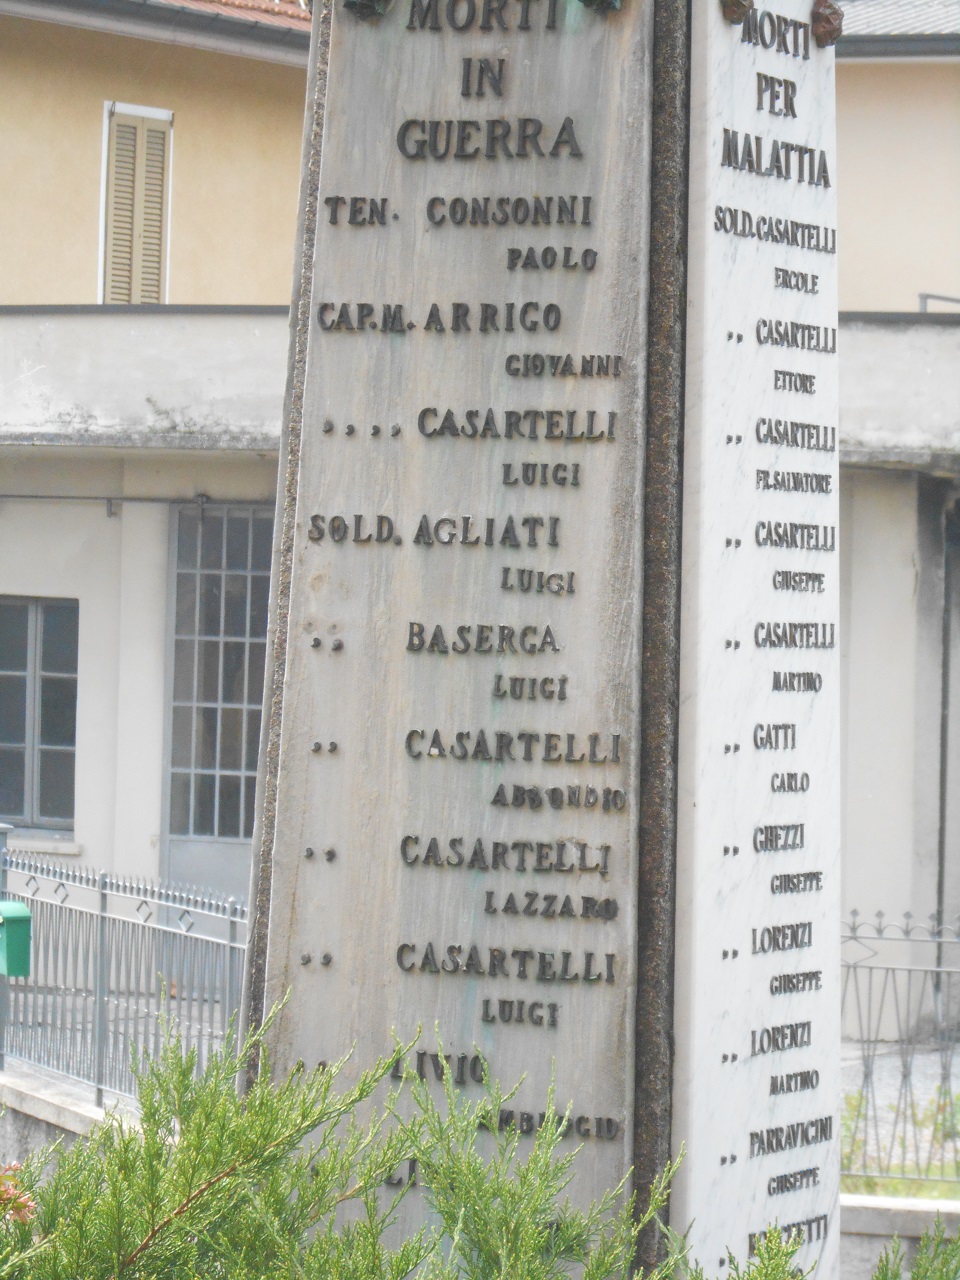 MORTI
IN
GUERRA
TEN. CONSONNI
PAOLO
CAP.M. ARRIGO
GIOVANNI
,, ,, CASARTELLI
LUIGI
SOLD. AGLIATI
LUIGI
,, BASERGA
LUIGI
,, CASARTELLI
ABBONDIO
,, CASARTELLI
LAZZARO
,, CASARTELLI
LUIGI
,, LIVIO
AMBROGIO
MORTI
PER
MALATTIA
SOLD. CASARTELLI
ERCOLE
,, CASARTELLI
ETTORE
,, CASARTELLI
FR.SALVATORE
,, CASARTELLI
GIUSEPPE
,, CASARTELLI
MARTINO
,, GATTI
CARLO
,, GHEZZI
GIUSEPPE
,, LORENZI
GIUSEPPE
,, LORENZI
MARTINO
,, PARRAVICINI
GIUSEPPE